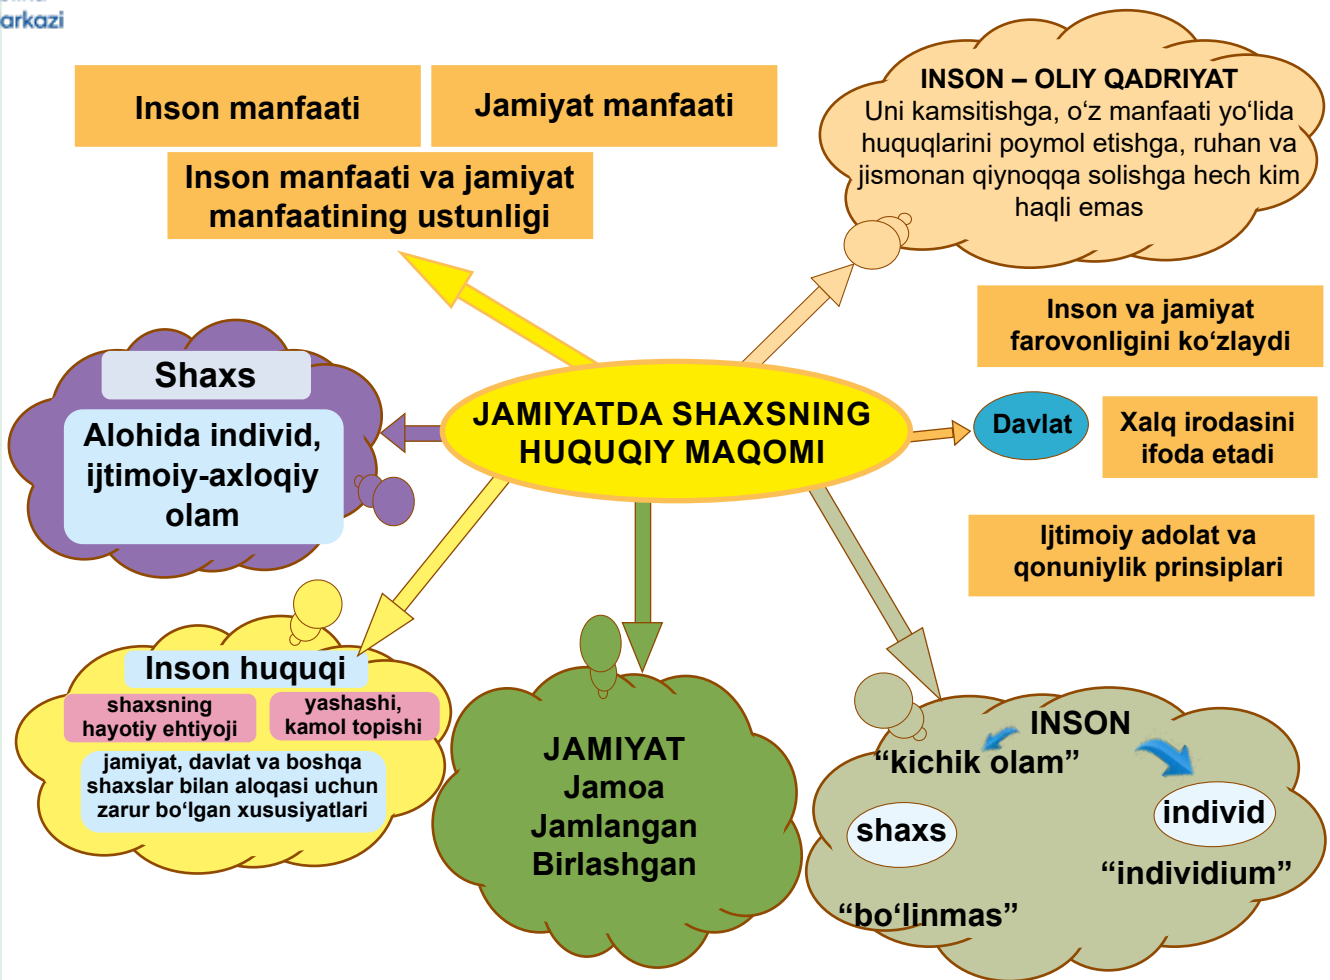 arkazi
Inson manfaati
Jamiyat manfaati
Inson manfaati va jamiyat
manfaatining ustunligi
INSON – OLIY QADRIYAT
Uni kamsitishga, o‘z manfaati yo‘lida
huquqlarini poymol etishga, ruhan va
jismonan qiynoqqa solishga hech kim
haqli emas
Inson va jamiyat
farovonligini ko‘zlaydi
Shaxs
Alohida individ,
ijtimoiy-axloqiy
olam
JAMIYATDA SHAXSNING
HUQUQIY MAQOMI
Davlat
Xalq irodasini
ifoda etadi
Ijtimoiy adolat va
qonuniylik prinsiplari
Inson huquqi
shaxsning
hayotiy ehtiyoji
yashashi,
kamol topishi
jamiyat, davlat va boshqa
shaxslar bilan aloqasi uchun
zarur bo‘lgan xususiyatlari
JAMIYAT
Jamoa
Jamlangan
Birlashgan
INSON
“kichik olam”
shaxs
individ
“individium”
“bo‘linmas”